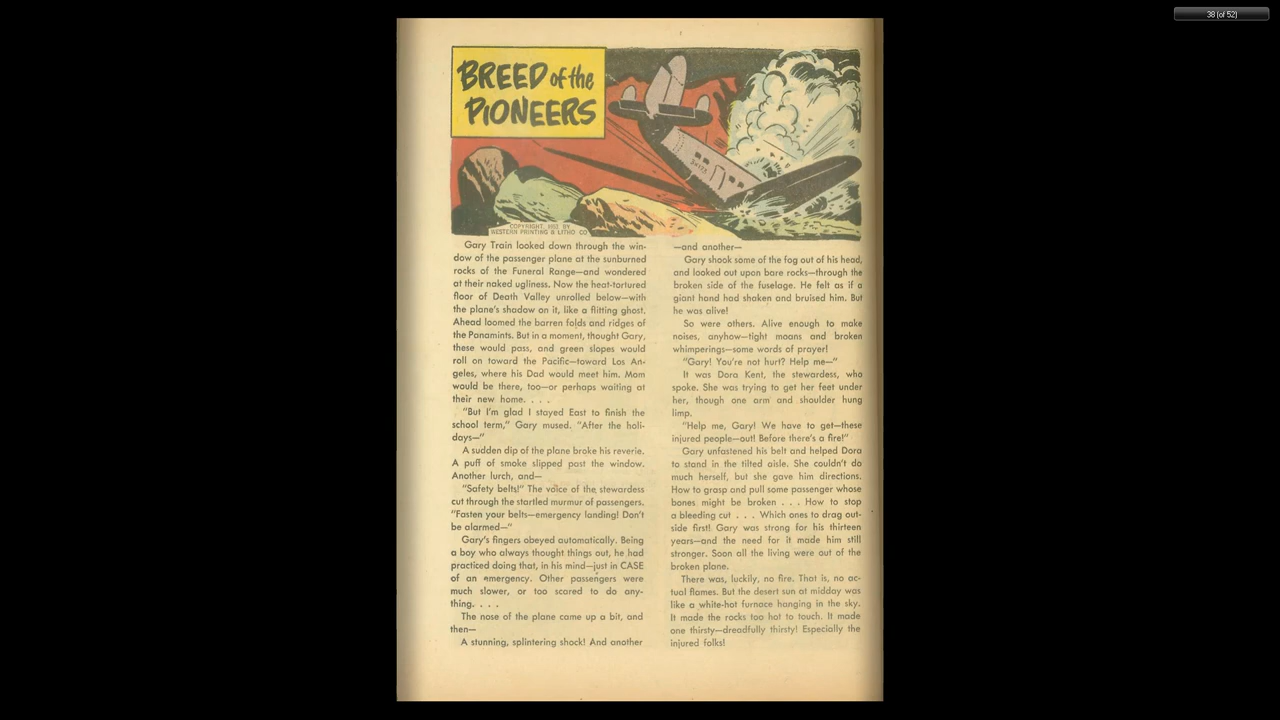 38 (of 52)
BREED of the
PIONEERS
COPYRIGHT, 1952, BY
WESTERN PRINTING & LITHO. CO.
Gary Train looked down through the win-
dow of the passenger plane at the sunburned
rocks of the Funeral Range—and wondered
at their naked ugliness. Now the heat-tortured
floor of Death Valley unrolled below—with
the plane's shadow on it, like a flitting ghost.
Ahead loomed the barren folds and ridges of
the Panamints. But in a moment, thought Gary,
these would pass, and green slopes would
roll on toward the Pacific—toward Los An-
geles, where his Dad would meet him. Mom
would be there, too—or perhaps waiting at
their new home. . . .
"But I'm glad I stayed East to finish the
school term," Gary mused. "After the holi-
days—"
A sudden dip of the plane broke his reverie.
A puff of smoke slipped past the window.
Another lurch, and—
"Safety belts!" The voice of the stewardess
cut through the startled murmur of passengers.
"Fasten your belts—emergency landing! Don't
be alarmed—"
Gary's fingers obeyed automatically. Being
a boy who always thought things out, he had
practiced doing that, in his mind—just in CASE
of an emergency. Other passengers were
much slower, or too scared to do any-
thing. . . .
The nose of the plane came up a bit, and
then—
A stunning, splintering shock! And another
—and another—
Gary shook some of the fog out of his head,
and looked out upon bare rocks—through the
broken side of the fuselage. He felt as if a
giant hand had shaken and bruised him. But
he was alive!
So were others. Alive enough to make
noises, anyhow—tight moans and broken
whimperings—some words of prayer!
"Gary! You're not hurt? Help me—"
It was Dora Kent, the stewardess, who
spoke. She was trying to get her feet under
her, though one arm and shoulder hung
limp.
"Help me, Gary! We have to get—these
injured people—out! Before there's a fire!"
Gary unfastened his belt and helped Dora
to stand in the tilted aisle. She couldn't do
much herself, but she gave him directions.
How to grasp and pull some passenger whose
bones might be broken . . . How to stop
a bleeding cut . . . Which ones to drag out-
side first! Gary was strong for his thirteen
years—and the need for it made him still
stronger. Soon all the living were out of the
broken plane.
There was, luckily, no fire. That is, no ac-
tual flames. But the desert sun at midday was
like a white-hot furnace hanging in the sky.
It made the rocks too hot to touch. It made
one thirsty—dreadfully thirsty! Especially the
injured folks!